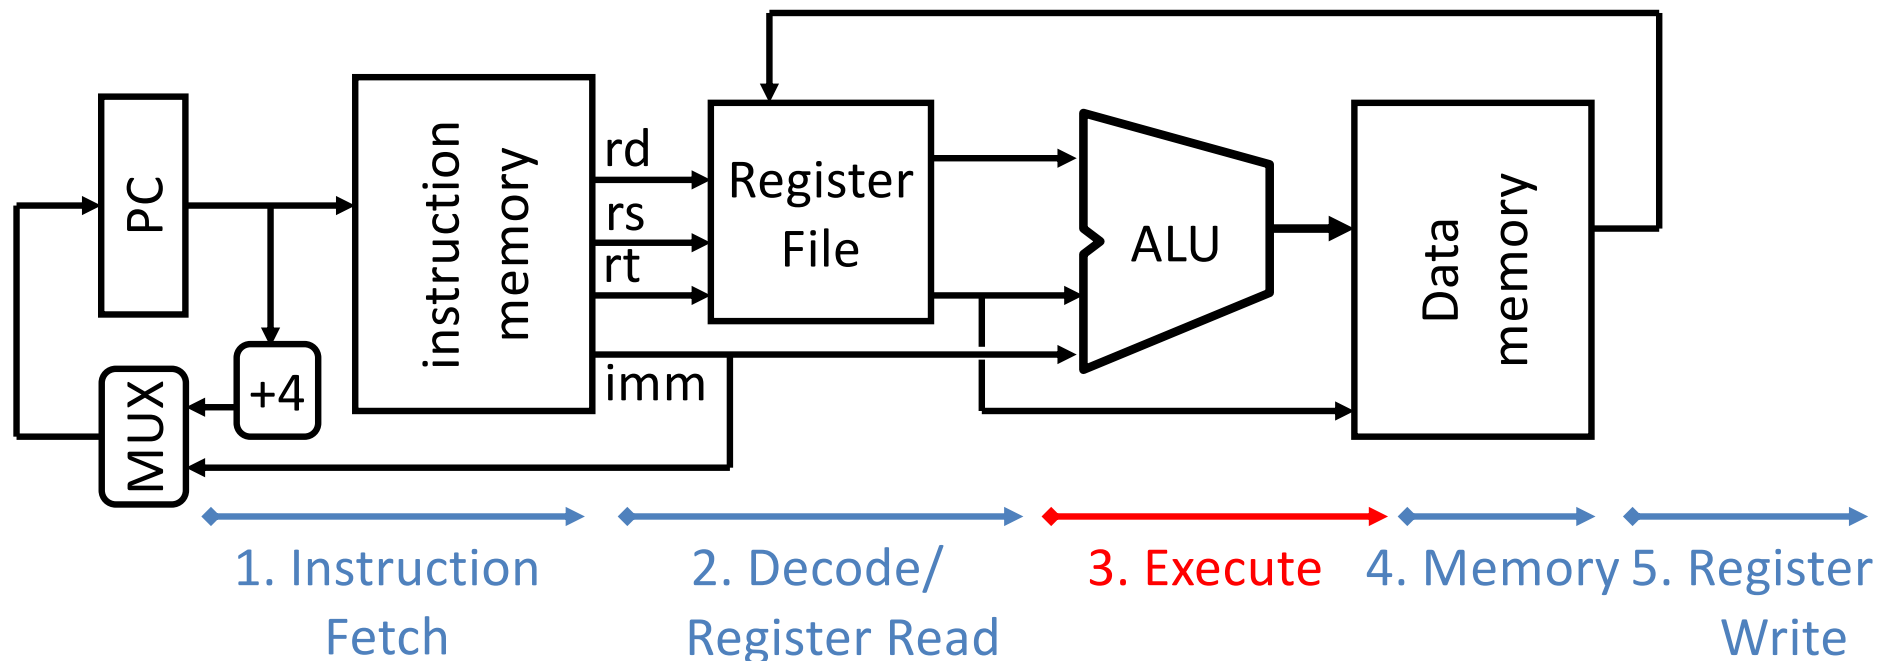 PC
instruction
memory
rd
rs
rt
imm
Register
File
ALU
Data
memory
+4
MUX
1. Instruction
Fetch
2. Decode/
Register Read
3. Execute
4. Memory
5. Register
Write